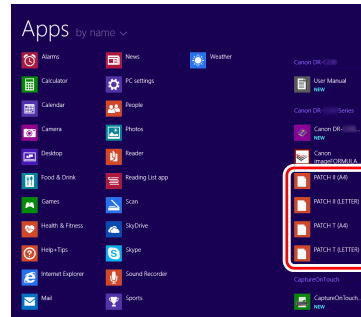 Apps by name
Alarms
Calculator
Calendar
Camera
Desktop
Food & Drink
Games
Health & Fitness
Help+Tips
Internet Explorer
Mail
News
PC settings
People
Photos
Reader
Reading List app
Scan
SkyDrive
Skype
Sound Recorder
Sports
Weather
Canon DR-
User Manual
NEW
Canon DR- Series
Canon DR-
NEW
Canon
imageFORMULA
PATCH II (A4)
PATCH II (LETTER)
PATCH T (A4)
PATCH T (LETTER)
CaptureOnTouch
CaptureOnTouch
NEW